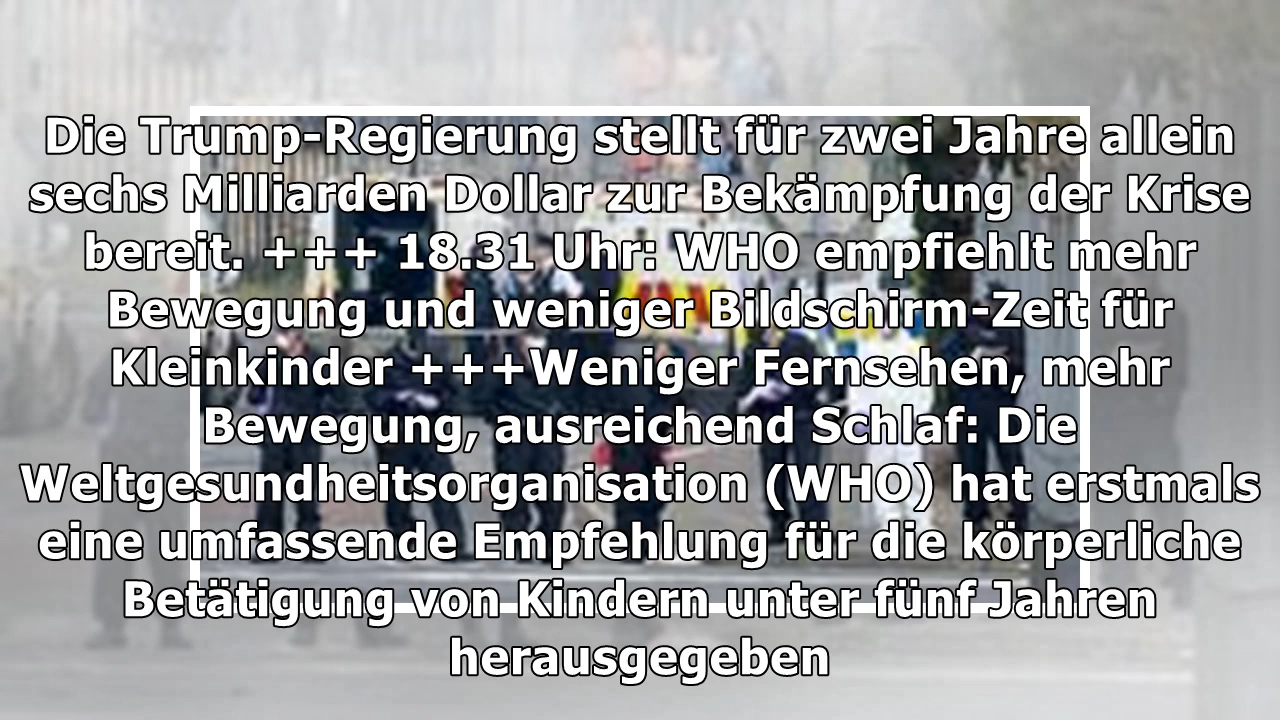 Die Trump-Regierung stellt für zwei Jahre allein
sechs Milliarden Dollar zur Bekämpfung der Krise
bereit. +++ 18.31 Uhr: WHO empfiehlt mehr
Bewegung und weniger Bildschirm-Zeit für
Kleinkinder +++Weniger Fernsehen, mehr
Bewegung, ausreichend Schlaf: Die
Weltgesundheitsorganisation (WHO) hat erstmals
eine umfassende Empfehlung für die körperliche
Betätigung von Kindern unter fünf Jahren
herausgegeben